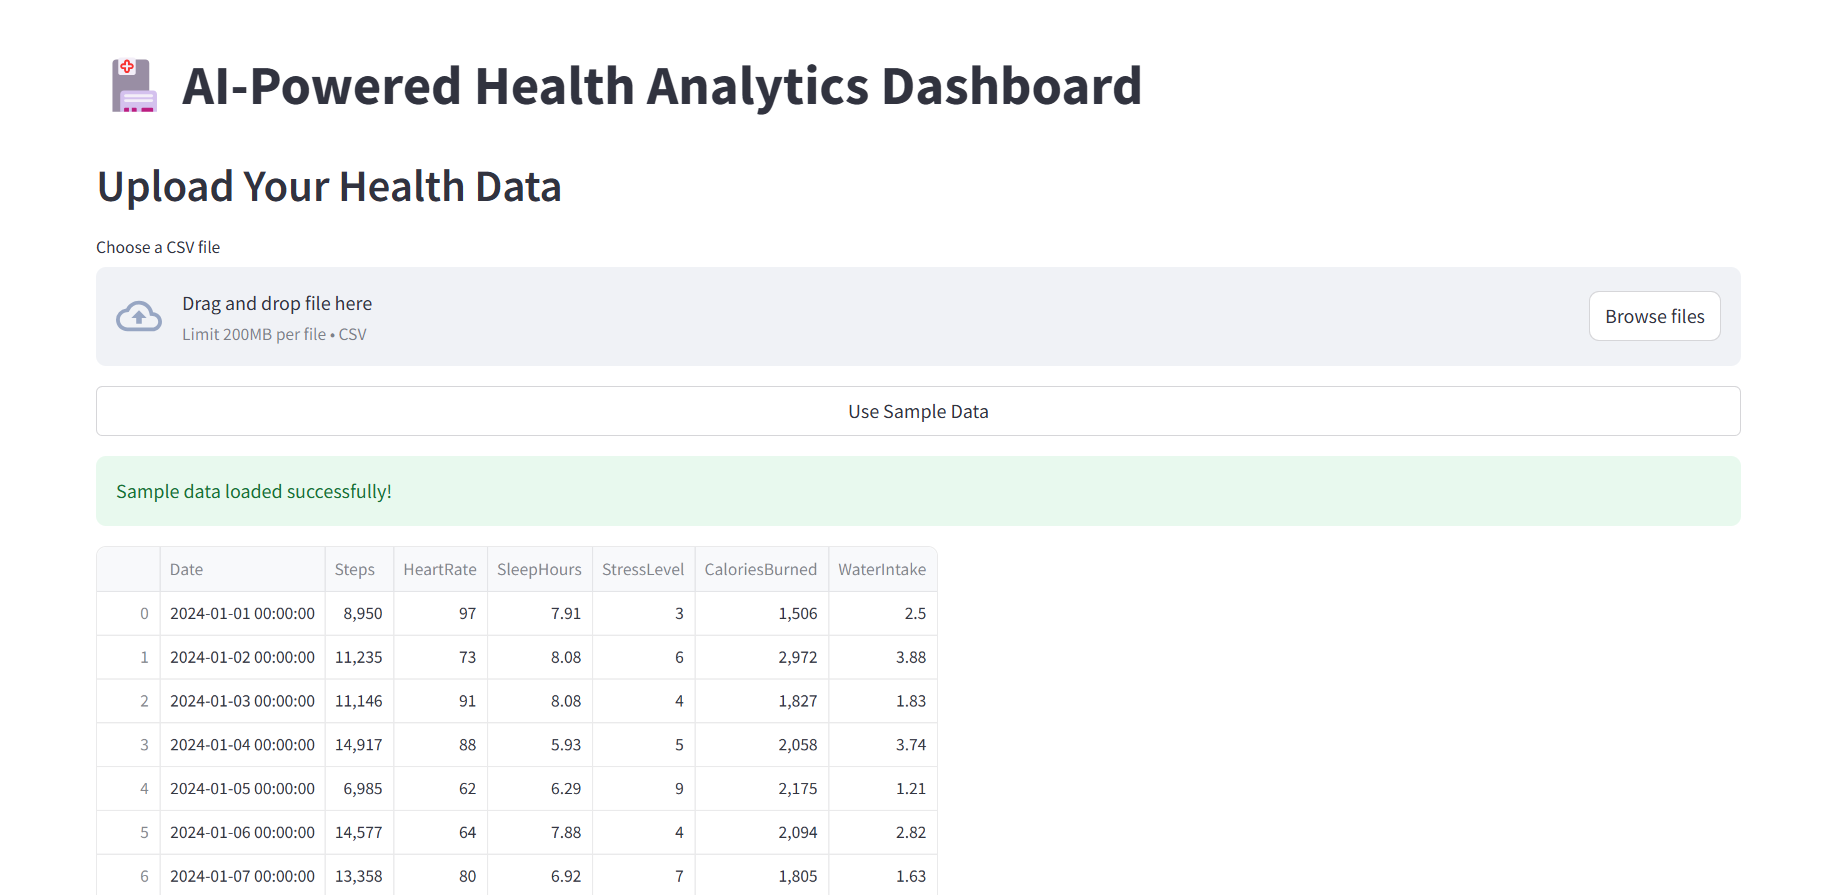 AI-Powered Health Analytics Dashboard
Upload Your Health Data
Choose a CSV file
Drag and drop file here
Limit 200MB per file • CSV
Browse files
Use Sample Data
Sample data loaded successfully!
Date Steps HeartRate SleepHours StressLevel CaloriesBurned WaterIntake
0 2024-01-01 00:00:00 8,950 97 7.91 3 1,506 2.5
1 2024-01-02 00:00:00 11,235 73 8.08 6 2,972 3.88
2 2024-01-03 00:00:00 11,146 91 8.08 4 1,827 1.83
3 2024-01-04 00:00:00 14,917 88 5.93 5 2,058 3.74
4 2024-01-05 00:00:00 6,985 62 6.29 9 2,175 1.21
5 2024-01-06 00:00:00 14,577 64 7.88 4 2,094 2.82
6 2024-01-07 00:00:00 13,358 80 6.92 7 1,805 1.63